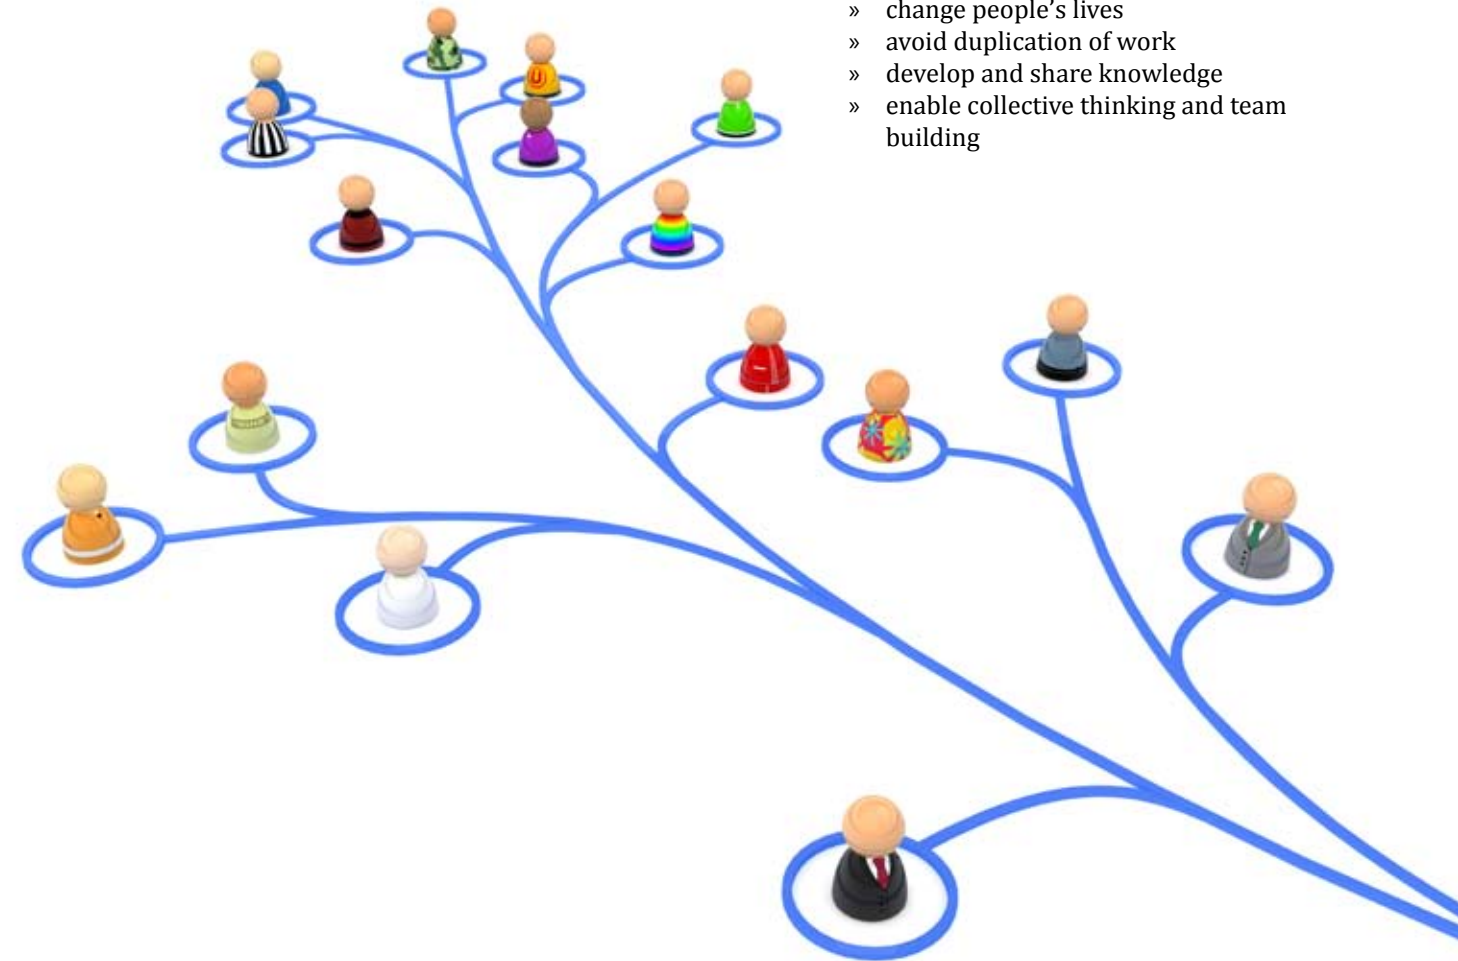 » change people's lives
» avoid duplication of work
» develop and share knowledge
» enable collective thinking and team
building